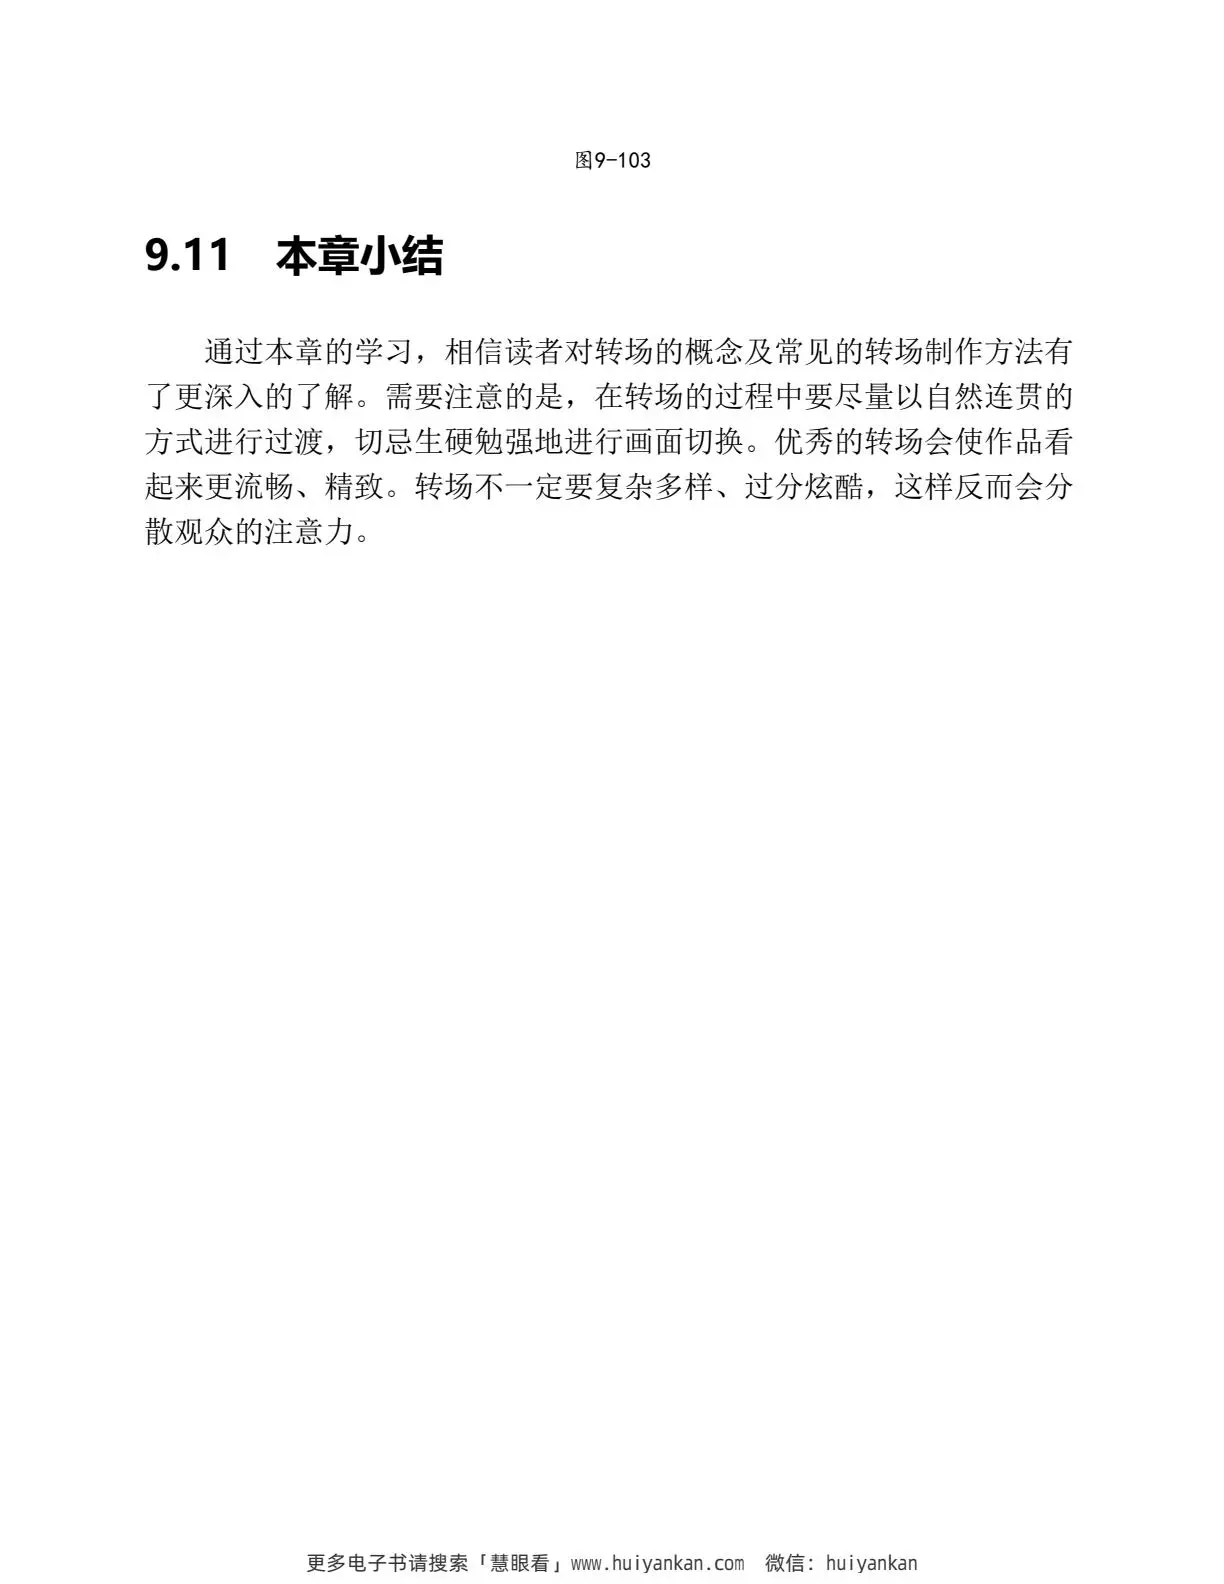 图9-103
9.11　本章小结
通过本章的学习，相信读者对转场的概念及常见的转场制作方法有
了更深入的了解。需要注意的是，在转场的过程中要尽量以自然连贯的
方式进行过渡，切忌生硬勉强地进行画面切换。优秀的转场会使作品看
起来更流畅、精致。转场不一定要复杂多样、过分炫酷，这样反而会分
散观众的注意力。
更多电子书请搜索「慧眼看」www.huiyankan.com　微信：huiyankan